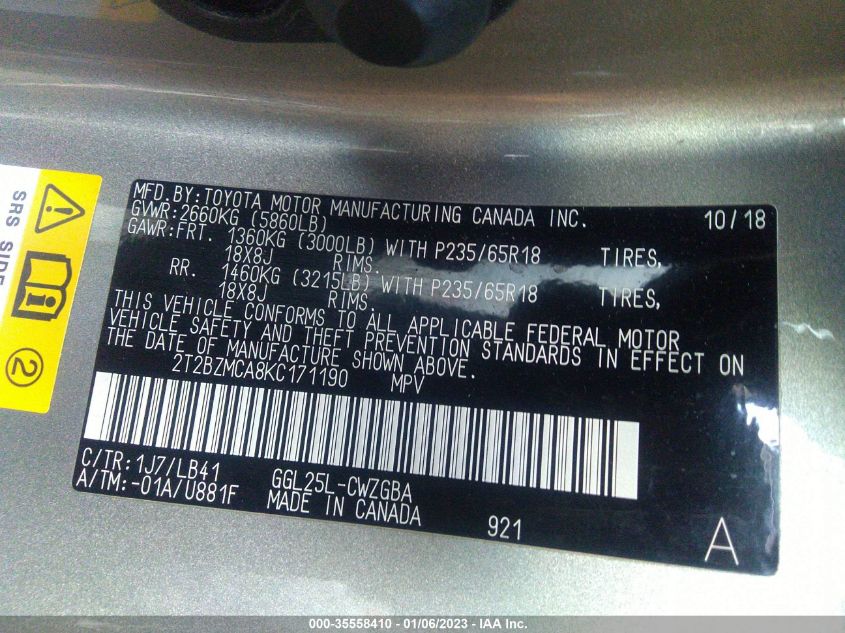 MFD. BY: TOYOTA MOTOR MANUFACTURING CANADA INC. 10/18
GVWR: 2660KG (5860LB)
GAWR: FRT. 1360KG (3000LB) WITH P235/65R18 TIRES,
18X8J RIMS.
RR. 1460KG (3215LB) WITH P235/65R18 TIRES,
18X8J RIMS.
THIS VEHICLE CONFORMS TO ALL APPLICABLE FEDERAL MOTOR
VEHICLE SAFETY AND THEFT PREVENTION STANDARDS IN EFFECT ON
THE DATE OF MANUFACTURE SHOWN ABOVE.
2T2BZMCA8KC171190 MPV
C/TR: 1J7/LB41
A/TM: -01A/U881F
GGL25L-CWZGBA
MADE IN CANADA
921
A
SRS SIDE
2
000-35558410 - 01/06/2023 - IAA Inc.